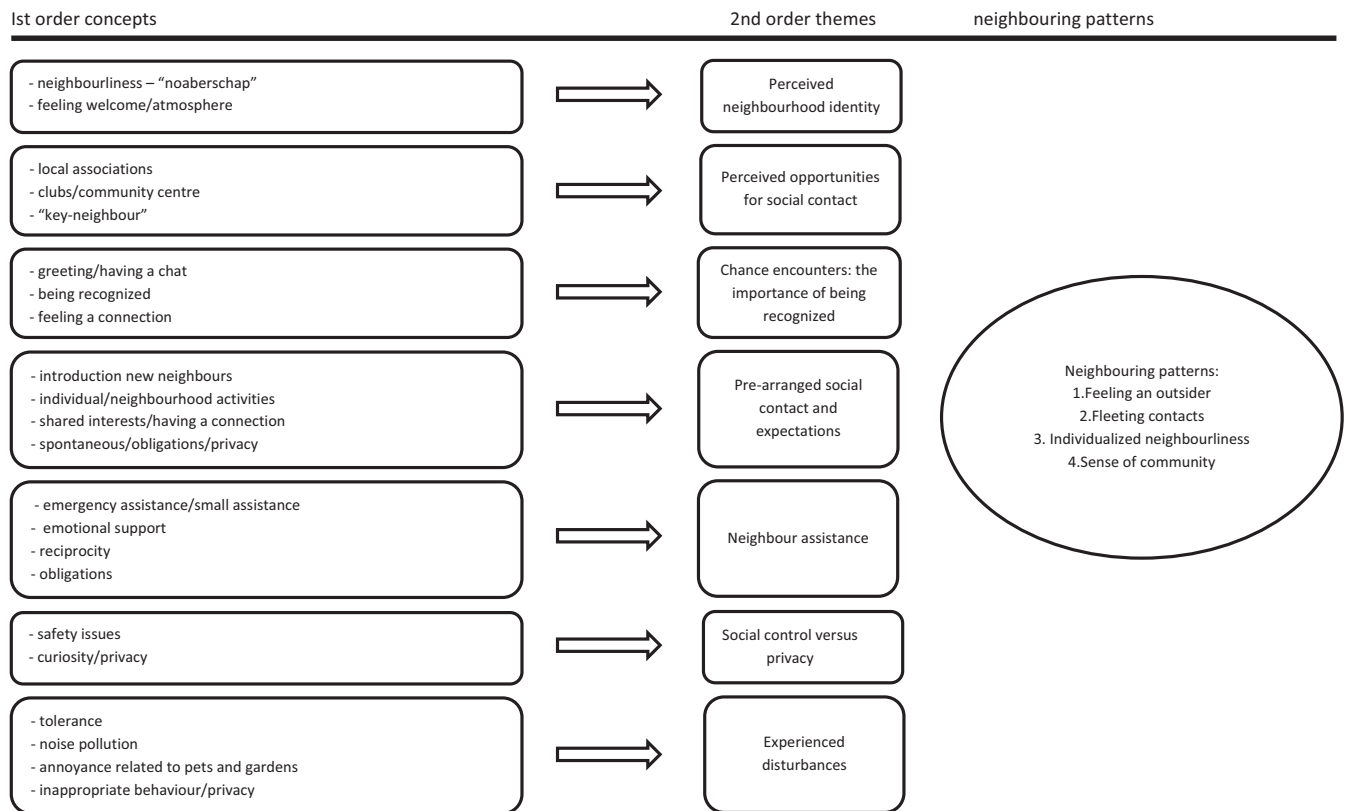 Ist order concepts
2nd order themes
neighbouring patterns
- neighbourliness – “noaberschap”
- feeling welcome/atmosphere
Perceived
neighbourhood identity
- local associations
- clubs/community centre
- “key-neighbour”
Perceived opportunities
for social contact
- greeting/having a chat
- being recognized
- feeling a connection
Chance encounters: the
importance of being
recognized
- introduction new neighbours
- individual/neighbourhood activities
- shared interests/having a connection
- spontaneous/obligations/privacy
Pre-arranged social
contact and
expectations
- emergency assistance/small assistance
- emotional support
- reciprocity
- obligations
Neighbour assistance
- safety issues
- curiosity/privacy
Social control versus
privacy
- tolerance
- noise pollution
- annoyance related to pets and gardens
- inappropriate behaviour/privacy
Experienced
disturbances
Neighbouring patterns:
1.Feeling an outsider
2.Fleeting contacts
3. Individualized neighbourliness
4.Sense of community